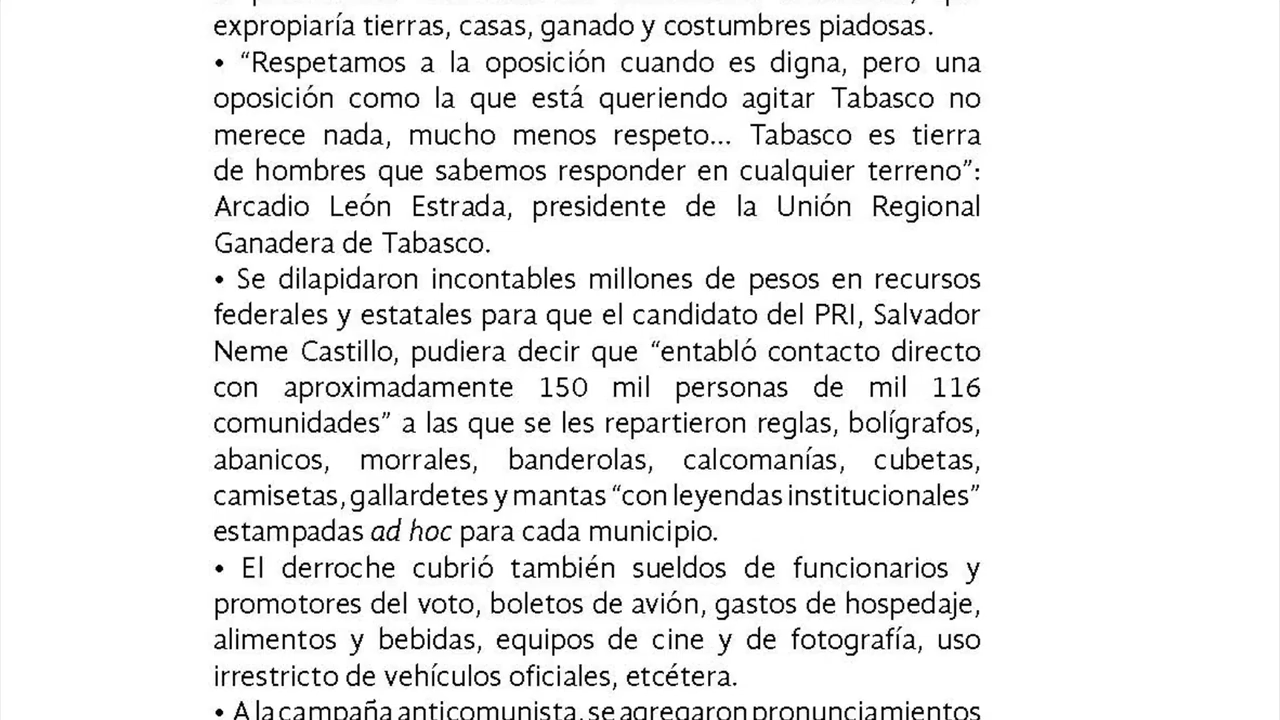 expropiaría tierras, casas, ganado y costumbres piadosas.
• “Respetamos a la oposición cuando es digna, pero una
oposición como la que está queriendo agitar Tabasco no
merece nada, mucho menos respeto... Tabasco es tierra
de hombres que sabemos responder en cualquier terreno”:
Arcadio León Estrada, presidente de la Unión Regional
Ganadera de Tabasco.
• Se dilapidaron incontables millones de pesos en recursos
federales y estatales para que el candidato del PRI, Salvador
Neme Castillo, pudiera decir que “entabló contacto directo
con aproximadamente 150 mil personas de mil 116
comunidades” a las que se les repartieron reglas, bolígrafos,
abanicos, morrales, banderolas, calcomanías, cubetas,
camisetas, gallardetes y mantas “con leyendas institucionales”
estampadas ad hoc para cada municipio.
• El derroche cubrió también sueldos de funcionarios y
promotores del voto, boletos de avión, gastos de hospedaje,
alimentos y bebidas, equipos de cine y de fotografía, uso
irrestricto de vehículos oficiales, etcétera.
• A la campaña anticomunista, se agregaron pronunciamientos